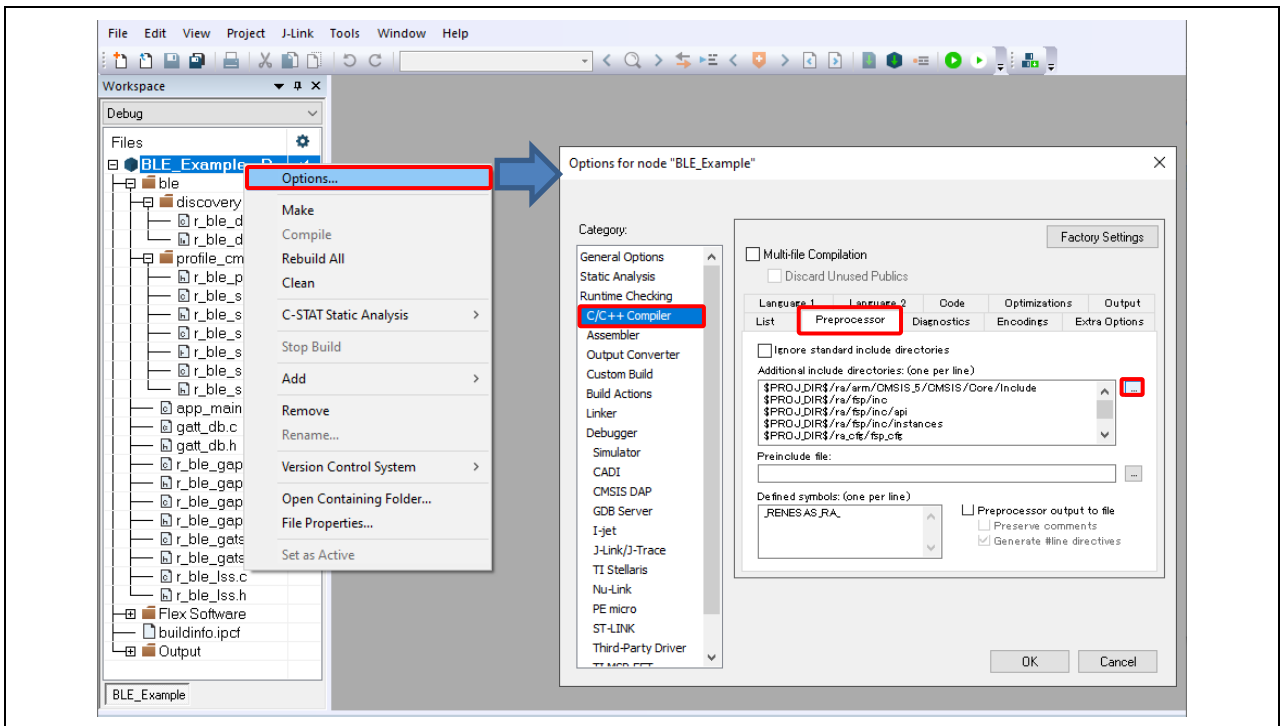 File Edit View Project J-Link Tools Window Help
Workspace
Debug
Files
BLE_Example - D
ble
discovery
r_ble_d
r_ble_d
profile_cm
r_ble_p
r_ble_s
r_ble_s
r_ble_s
r_ble_s
r_ble_s
r_ble_s
app_main
gatt_db.c
gatt_db.h
r_ble_gap
r_ble_gap
r_ble_gap
r_ble_gap
r_ble_gats
r_ble_gats
r_ble_lss.c
r_ble_lss.h
Flex Software
buildinfo.ipcf
Output
BLE_Example
Options...
Make
Compile
Rebuild All
Clean
C-STAT Static Analysis
Stop Build
Add
Remove
Rename...
Version Control System
Open Containing Folder...
File Properties...
Set as Active
Options for node "BLE_Example"
Category:
General Options
Static Analysis
Runtime Checking
C/C++ Compiler
Assembler
Output Converter
Custom Build
Build Actions
Linker
Debugger
Simulator
CADI
CMSIS DAP
GDB Server
I-jet
J-Link/J-Trace
TI Stellaris
Nu-Link
PE micro
ST-LINK
Third-Party Driver
TI MSP-FET
Factory Settings
Multi-file Compilation
Discard Unused Publics
Language 1 Language 2 Code Optimizations Output
List Preprocessor Diagnostics Encodings Extra Options
Ignore standard include directories
Additional include directories: (one per line)
$PROJ_DIR$/ra/arm/CMSIS_5/CMSIS/Core/Include
$PROJ_DIR$/ra/fsp/inc
$PROJ_DIR$/ra/fsp/inc/api
$PROJ_DIR$/ra/fsp/inc/instances
$PROJ_DIR$/ra_cfg/fsp_cfg
...
Preinclude file:
...
Defined symbols: (one per line)
_RENESAS_RA_
Preprocessor output to file
Preserve comments
Generate #line directives
OK Cancel